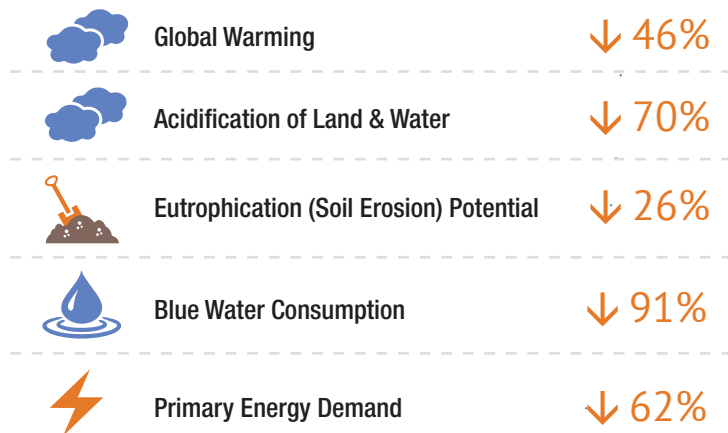 Global Warming ↓ 46%
Acidification of Land & Water ↓ 70%
Eutrophication (Soil Erosion) Potential ↓ 26%
Blue Water Consumption ↓ 91%
Primary Energy Demand ↓ 62%